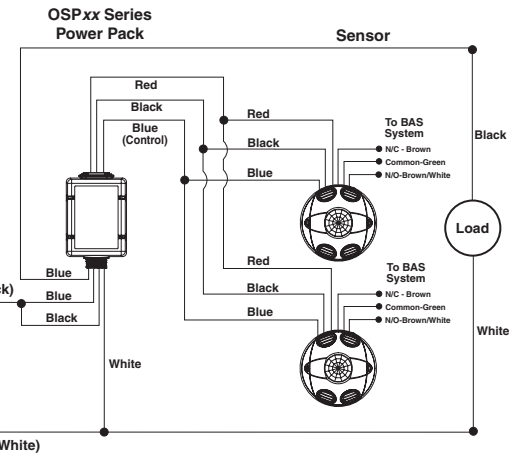 OSPxx Series
Power Pack
Sensor
Red
Black
Blue
(Control)
Red
Black
Blue
To BAS
System
N/C - Brown
Common-Green
N/O-Brown/White
Black
Load
Red
Black
Blue
To BAS
System
N/C - Brown
Common-Green
N/O-Brown/White
Blue
Blue
Black
White
White
White)